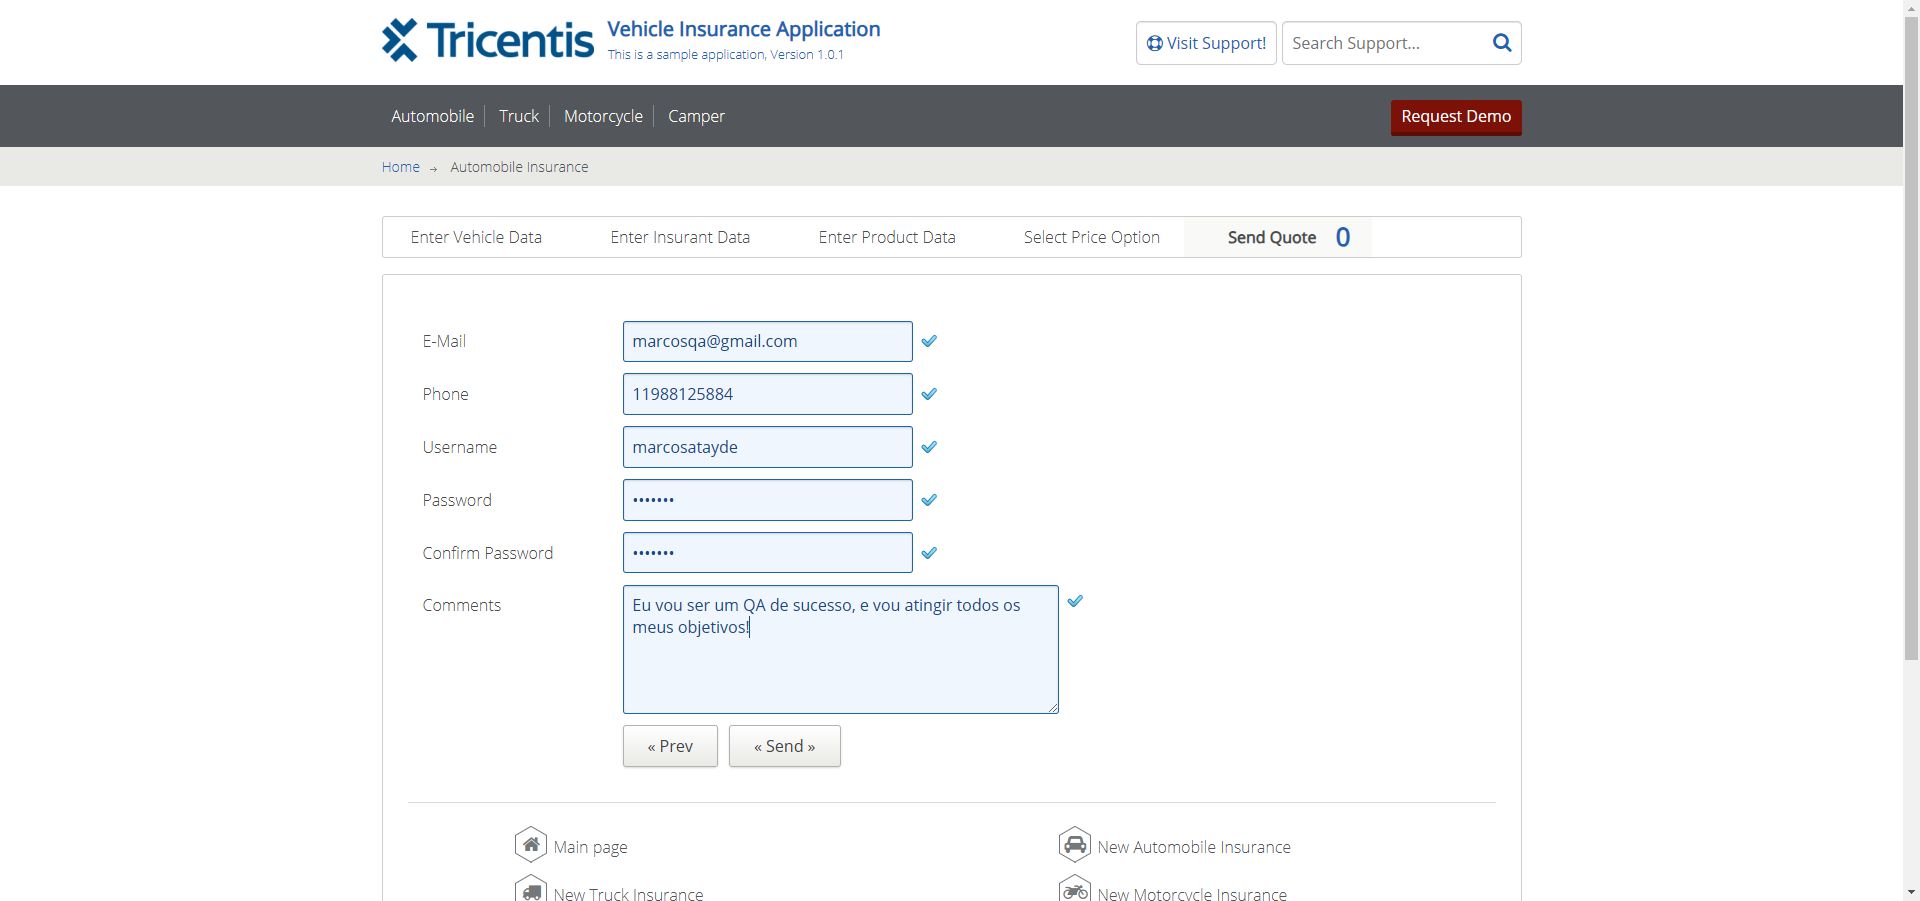 Tricentis
Vehicle Insurance Application
This is a sample application, Version 1.0.1
Visit Support!
Search Support...
Automobile
Truck
Motorcycle
Camper
Request Demo
Home → Automobile Insurance
Enter Vehicle Data
Enter Insurant Data
Enter Product Data
Select Price Option
Send Quote 0
E-Mail
marcosqa@gmail.com
Phone
11988125884
Username
marcosatayde
Password
•••••••
Confirm Password
•••••••
Comments
Eu vou ser um QA de sucesso, e vou atingir todos os
meus objetivos!
« Prev
« Send »
Main page
New Automobile Insurance
New Truck Insurance
New Motorcycle Insurance